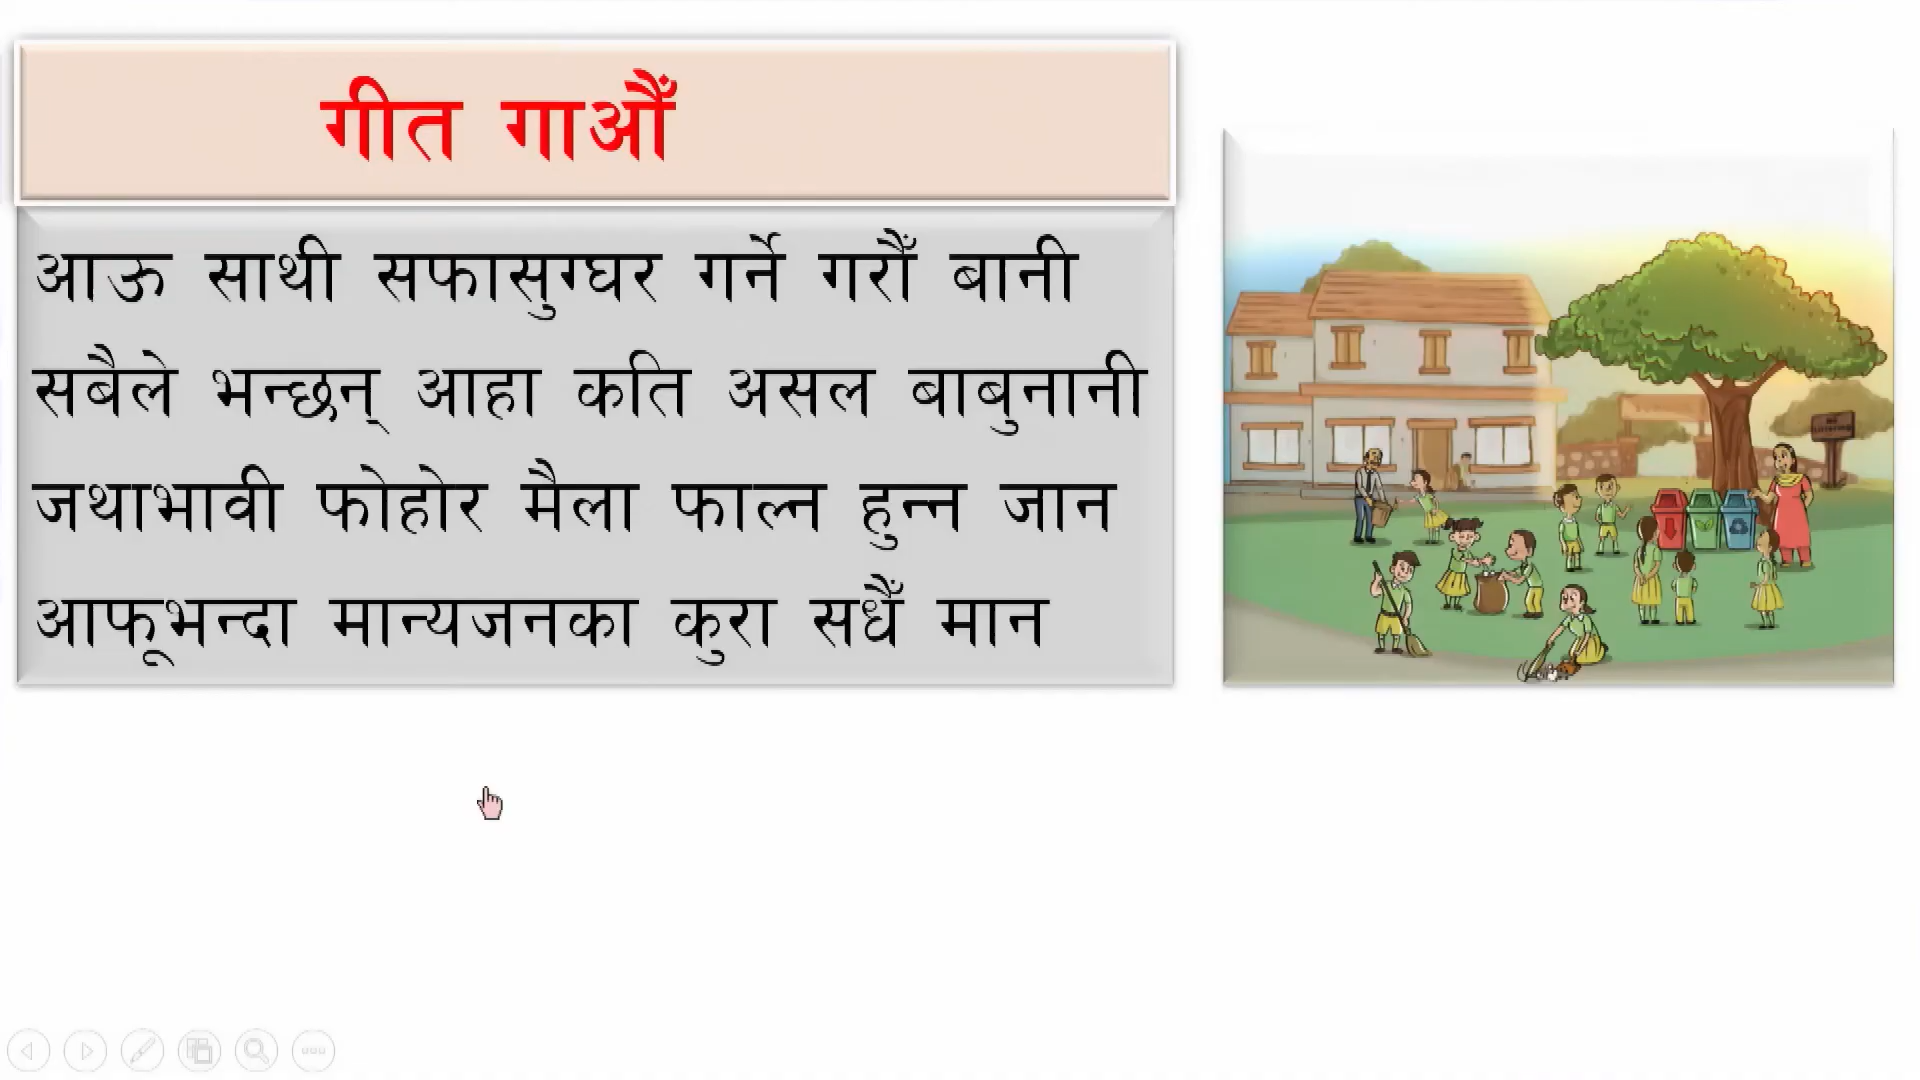 गीत गाऔँ
आऊ साथी सफासुग्घर गर्ने गरौँ बानी
सबैले भन्छन् आहा कति असल बाबुनानी
जथाभावी फोहोर मैला फाल्न हुन्न जान
आफूभन्दा मान्यजनका कुरा सधैँ मान